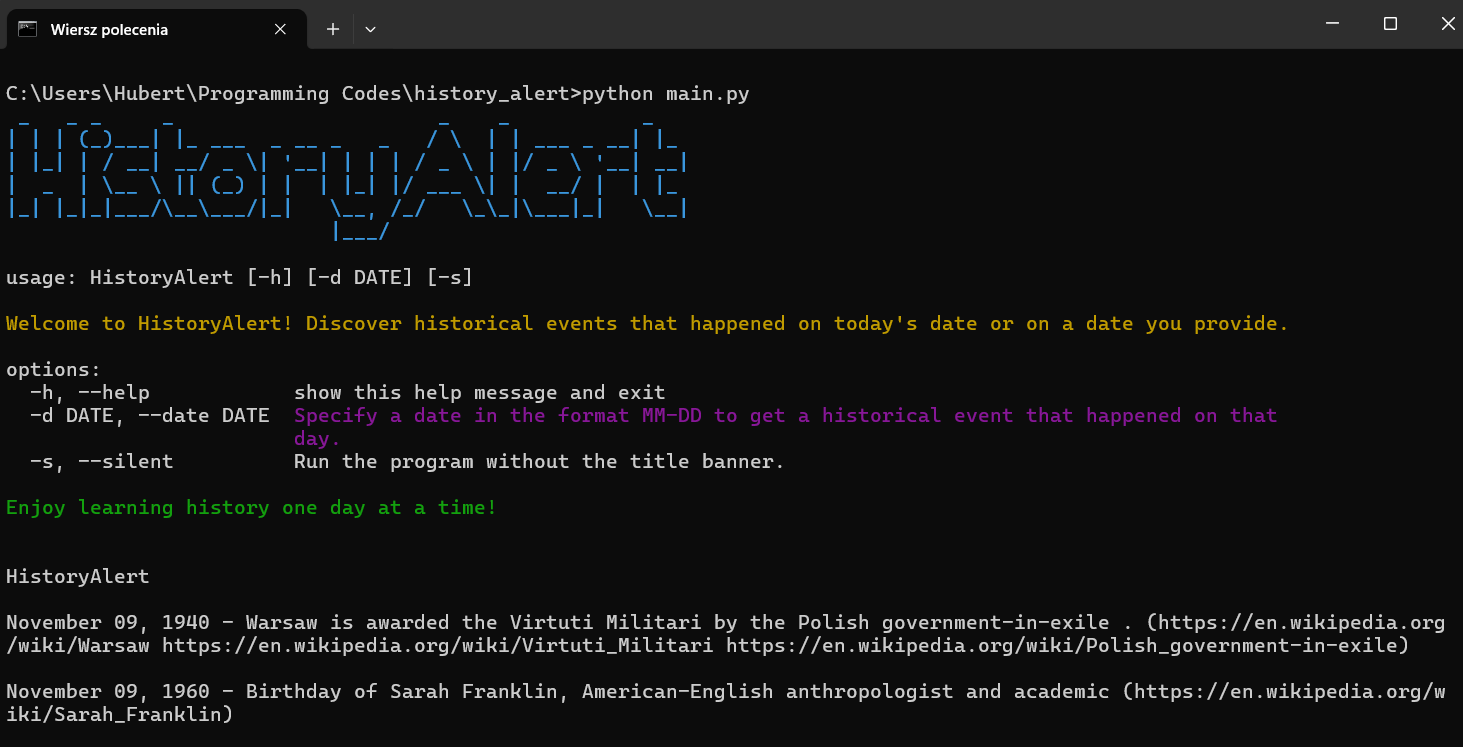 Wiersz polecenia
C:\Users\Hubert\Programming Codes\history_alert>python main.py
HistoryAlert
usage: HistoryAlert [-h] [-d DATE] [-s]
Welcome to HistoryAlert! Discover historical events that happened on today's date or on a date you provide.
options:
-h, --help show this help message and exit
-d DATE, --date DATE Specify a date in the format MM-DD to get a historical event that happened on that
day.
-s, --silent Run the program without the title banner.
Enjoy learning history one day at a time!
HistoryAlert
November 09, 1940 - Warsaw is awarded the Virtuti Militari by the Polish government-in-exile . (https://en.wikipedia.org
/wiki/Warsaw https://en.wikipedia.org/wiki/Virtuti_Militari https://en.wikipedia.org/wiki/Polish_government-in-exile)
November 09, 1960 - Birthday of Sarah Franklin, American-English anthropologist and academic (https://en.wikipedia.org/w
iki/Sarah_Franklin)